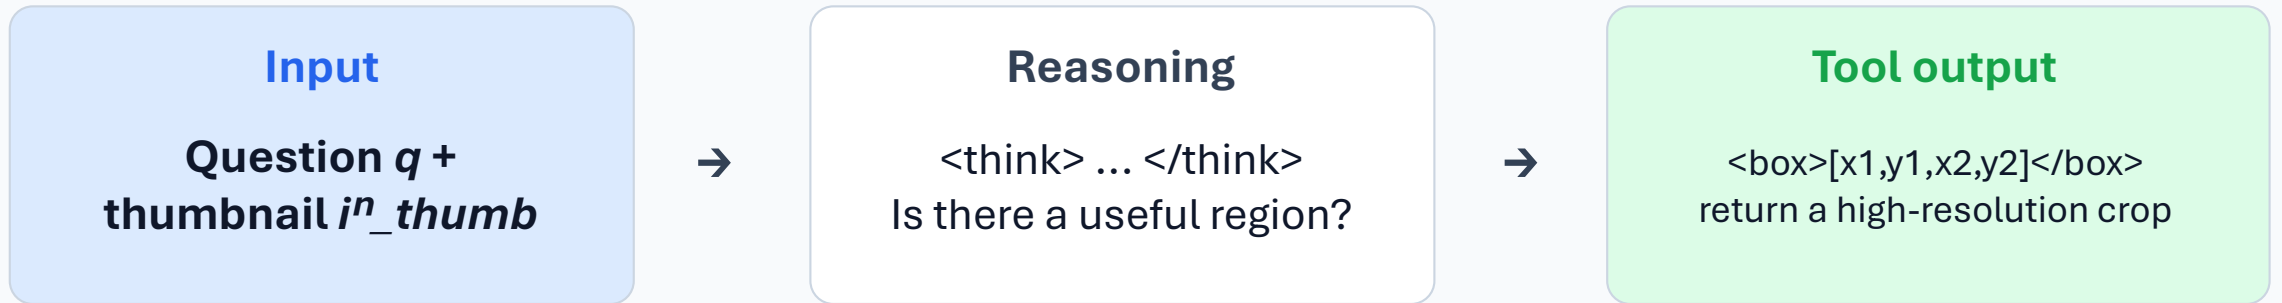 Input
Question q +
thumbnail iⁿ_thumb
→
Reasoning
<think> ... </think>
Is there a useful region?
→
Tool output
<box>[x1,y1,x2,y2]</box>
return a high-resolution crop